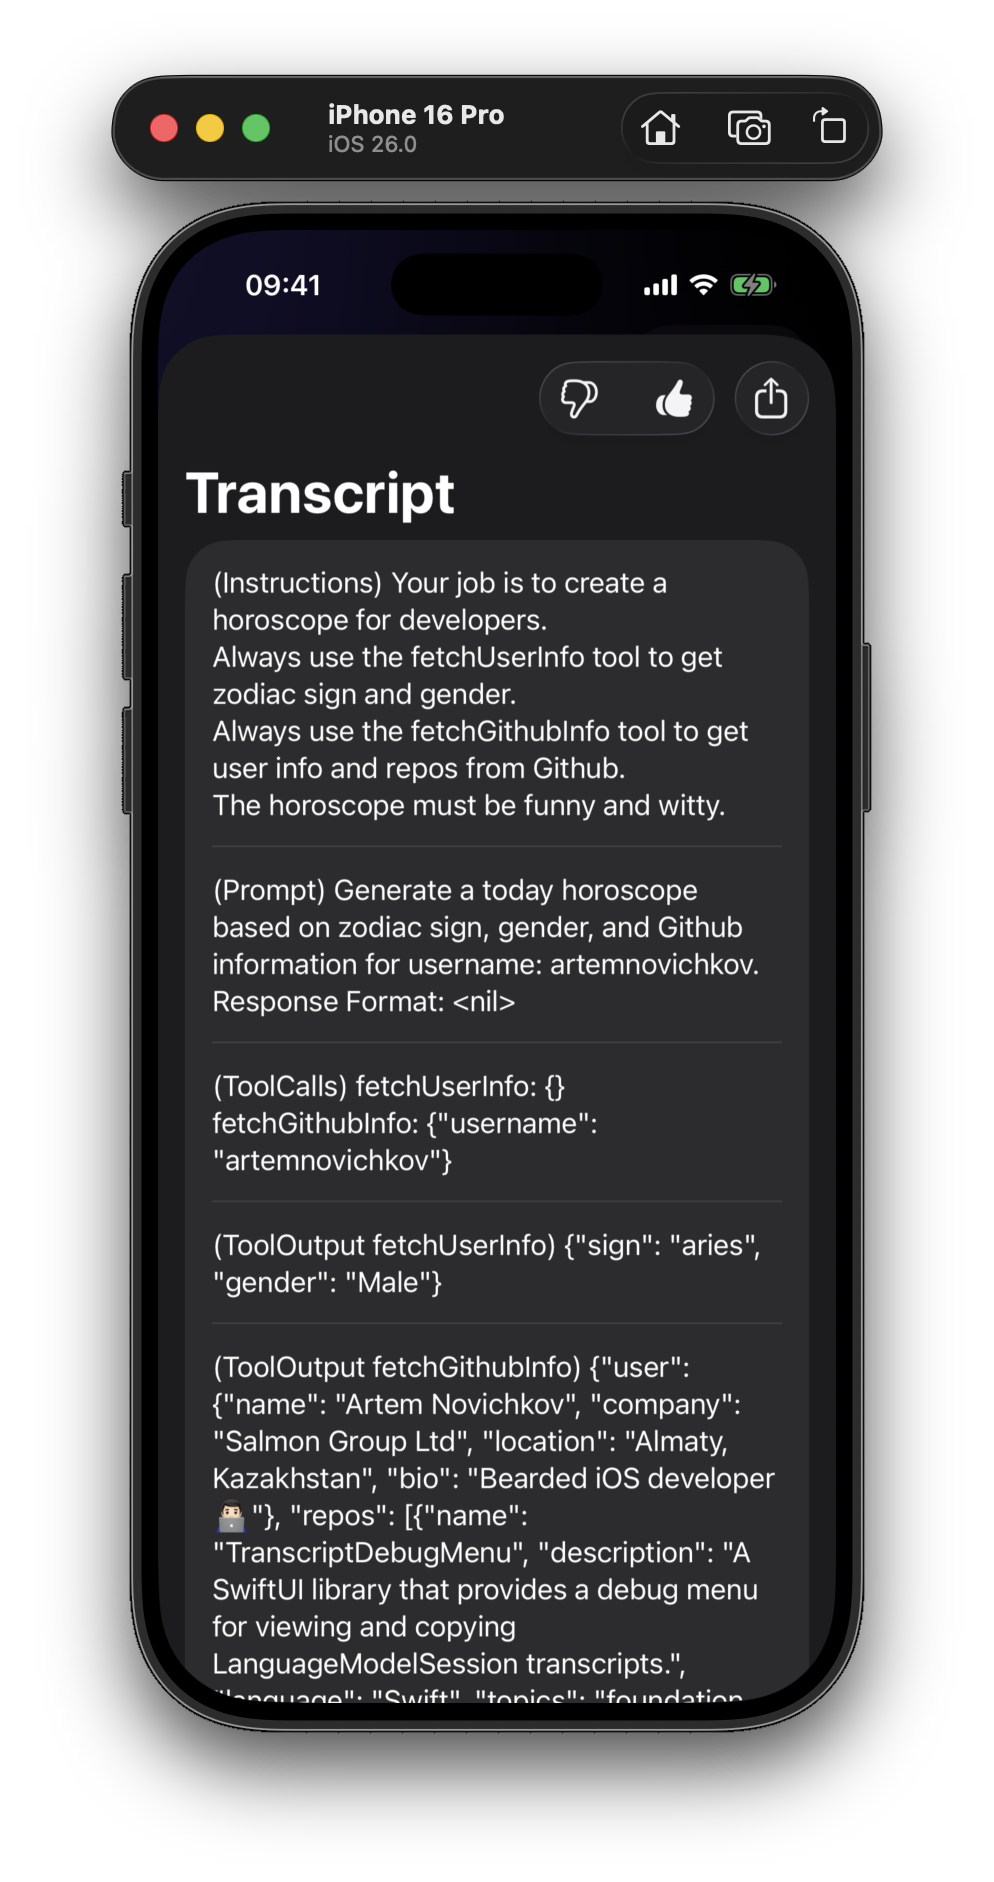 iPhone 16 Pro
iOS 26.0
09:41
Transcript
(Instructions) Your job is to create a
horoscope for developers.
Always use the fetchUserInfo tool to get
zodiac sign and gender.
Always use the fetchGithubInfo tool to get
user info and repos from Github.
The horoscope must be funny and witty.
(Prompt) Generate a today horoscope
based on zodiac sign, gender, and Github
information for username: artemnovichkov.
Response Format: <nil>
(ToolCalls) fetchUserInfo: {}
fetchGithubInfo: {"username":
"artemnovichkov"}
(ToolOutput fetchUserInfo) {"sign": "aries",
"gender": "Male"}
(ToolOutput fetchGithubInfo) {"user":
{"name": "Artem Novichkov", "company":
"Salmon Group Ltd", "location": "Almaty,
Kazakhstan", "bio": "Bearded iOS developer
👨🏻‍💻"}, "repos": [{"name":
"TranscriptDebugMenu", "description": "A
SwiftUI library that provides a debug menu
for viewing and copying
LanguageModelSession transcripts.",
"language": "Swift", "topics": "foundation